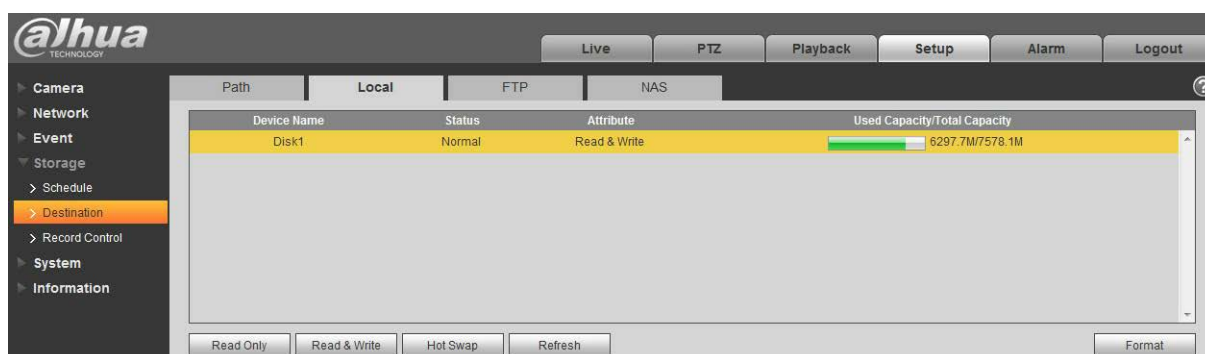 alhua
TECHNOLOGY
Live PTZ Playback Setup Alarm Logout
Camera
Network
Event
Storage
Schedule
Destination
Record Control
System
Information
Path Local FTP NAS
?
Device Name Status Attribute Used Capacity/Total Capacity
Disk1 Normal Read & Write 6297.7M/7578.1M
Read Only Read & Write Hot Swap Refresh Format